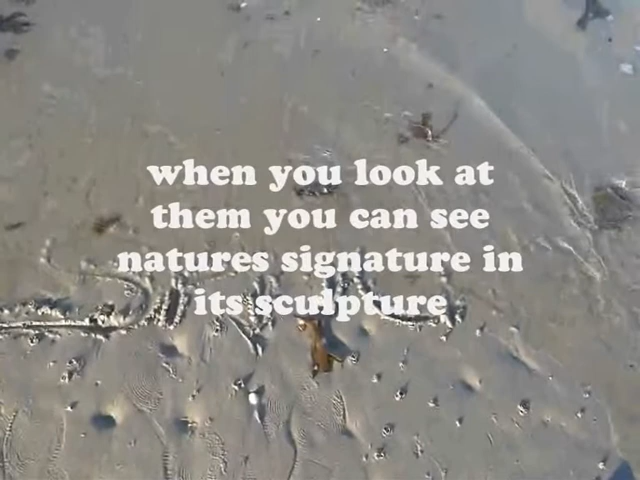 when you look at
them you can see
natures signature in
its sculpture